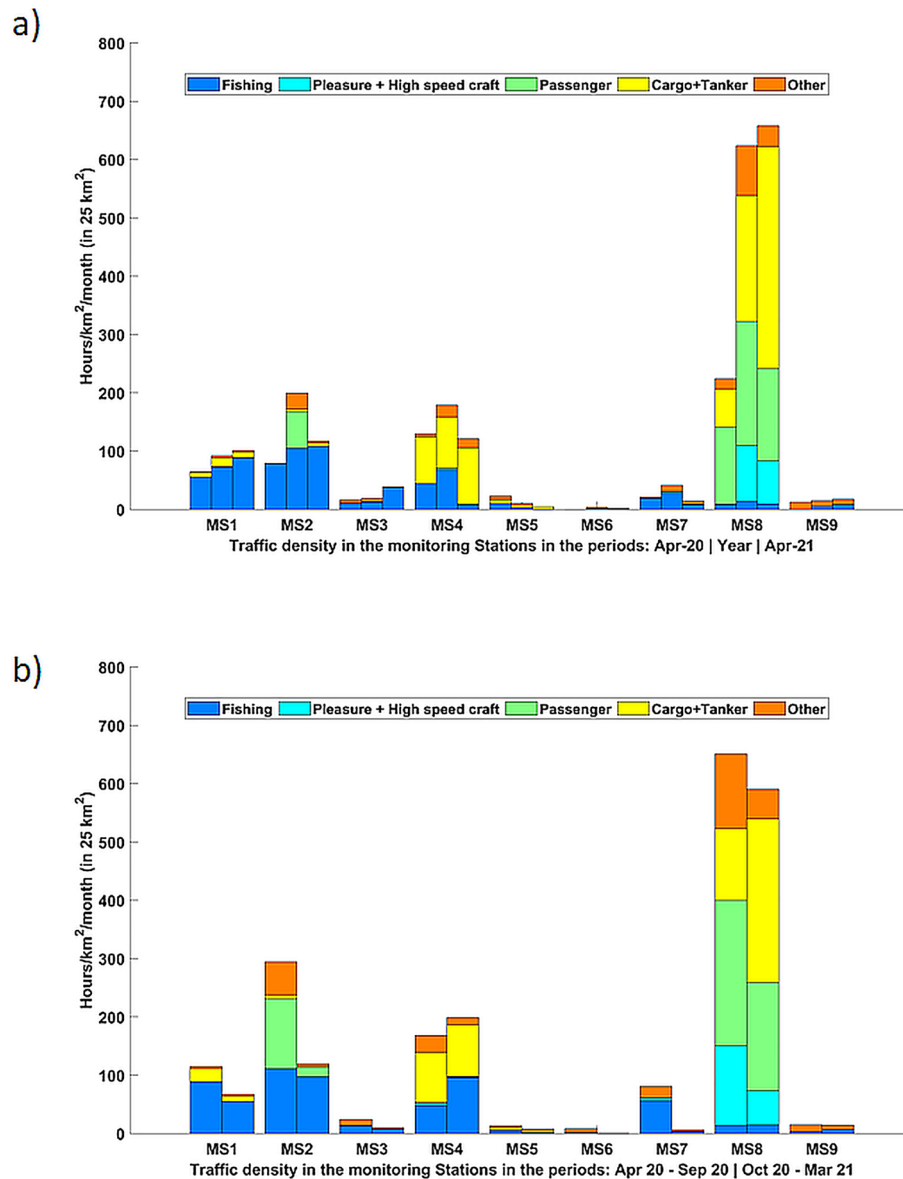 a)
800
700
600
500
400
300
200
100
0
Hours/km²/month (in 25 km²)
Fishing Pleasure + High speed craft Passenger Cargo+Tanker Other
MS1 MS2 MS3 MS4 MS5 MS6 MS7 MS8 MS9
Traffic density in the monitoring Stations in the periods: Apr-20 | Year | Apr-21
b)
800
700
600
500
400
300
200
100
0
Hours/km²/month (in 25 km²)
Fishing Pleasure + High speed craft Passenger Cargo+Tanker Other
MS1 MS2 MS3 MS4 MS5 MS6 MS7 MS8 MS9
Traffic density in the monitoring Stations in the periods: Apr 20 - Sep 20 | Oct 20 - Mar 21